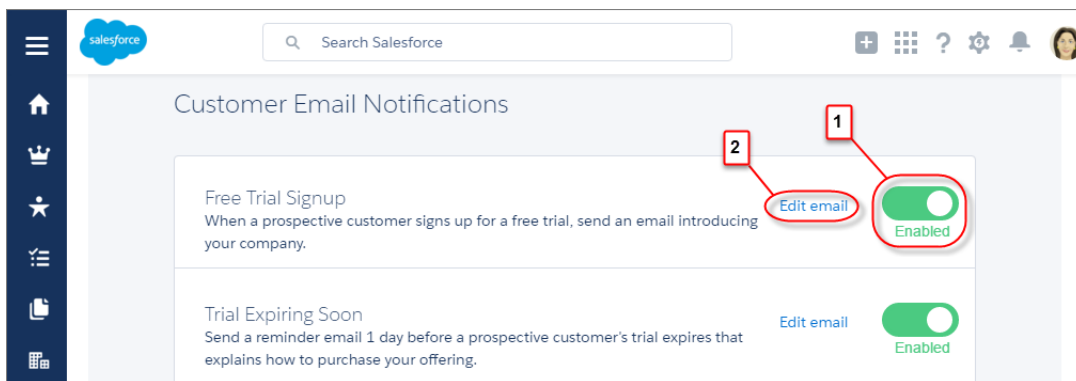 salesforce
Search Salesforce
Customer Email Notifications
1
2
Free Trial Signup
When a prospective customer signs up for a free trial, send an email introducing
your company.
Edit email
Enabled
Trial Expiring Soon
Send a reminder email 1 day before a prospective customer's trial expires that
explains how to purchase your offering.
Edit email
Enabled